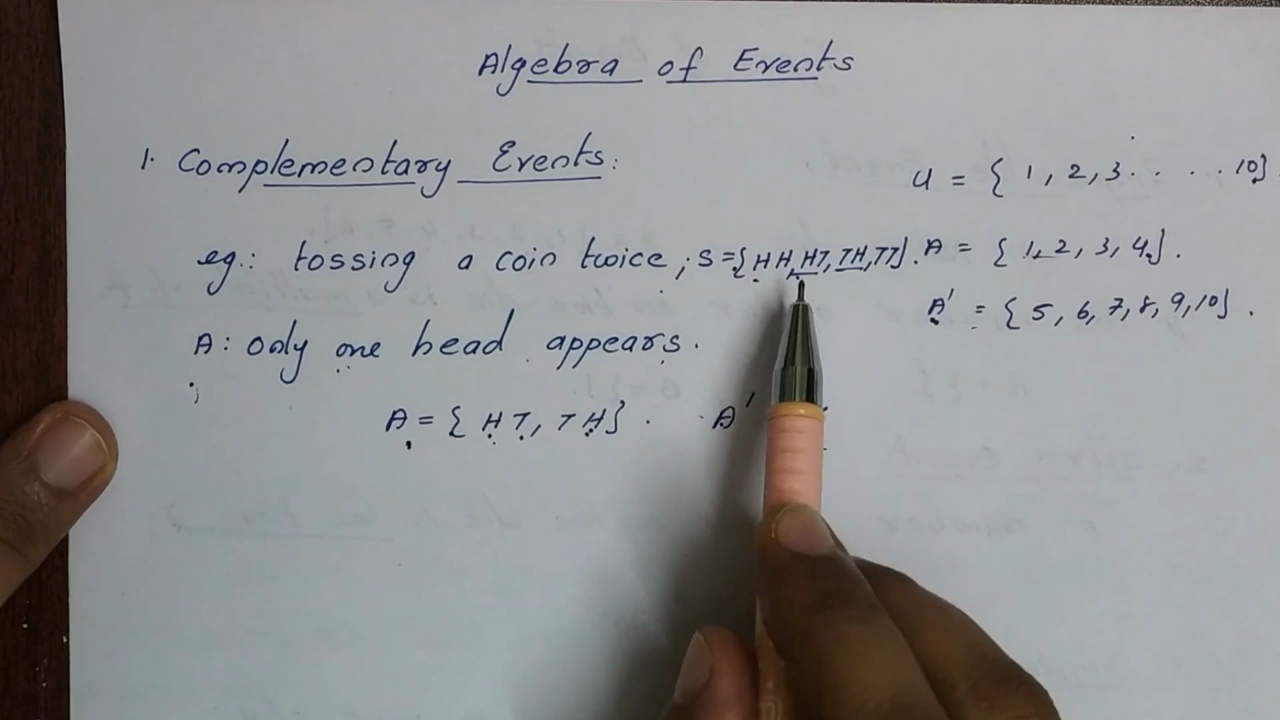 Algebra of Events
1. Complementary Events:
U = { 1, 2, 3 . . . . . 10}
eg.: tossing a coin twice ; S = {HH, HT, TH, TT}.
A = { 1, 2, 3, 4}.
A' = { 5, 6, 7, 8, 9, 10}.
A : only one head appears.
A = { HT, TH}. A'